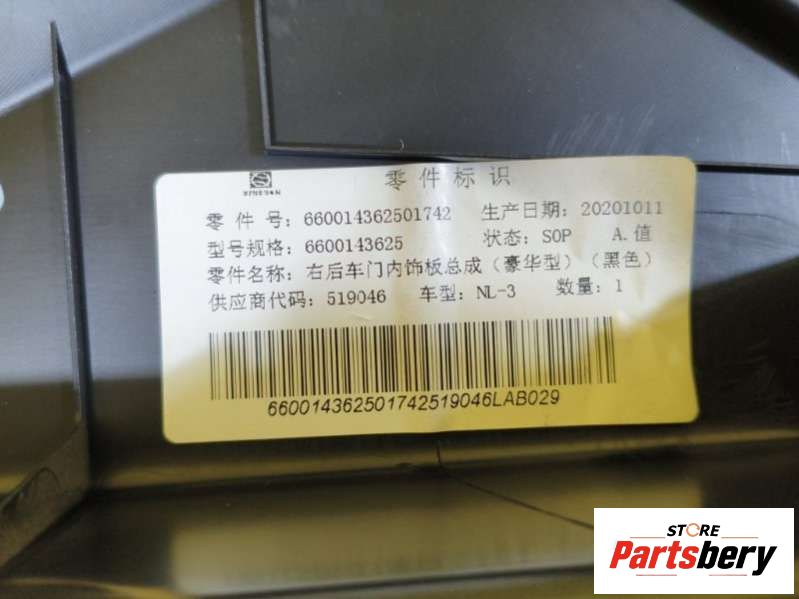 零件标识
零件号：660014362501742 生产日期：20201011
型号规格：6600143625 状态：SOP A.值
零件名称：右后车门内饰板总成（豪华型）（黑色）
供应商代码：519046 车型：NL-3 数量：1
660014362501742519046LAB029
STORE
Partsbery